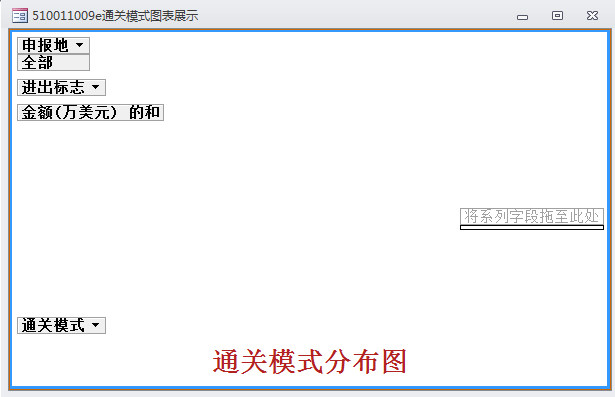 510011009e通关模式图表展示
申报地
全部
进出标志
金额(万美元) 的和
将系列字段拖至此处
通关模式
通关模式分布图